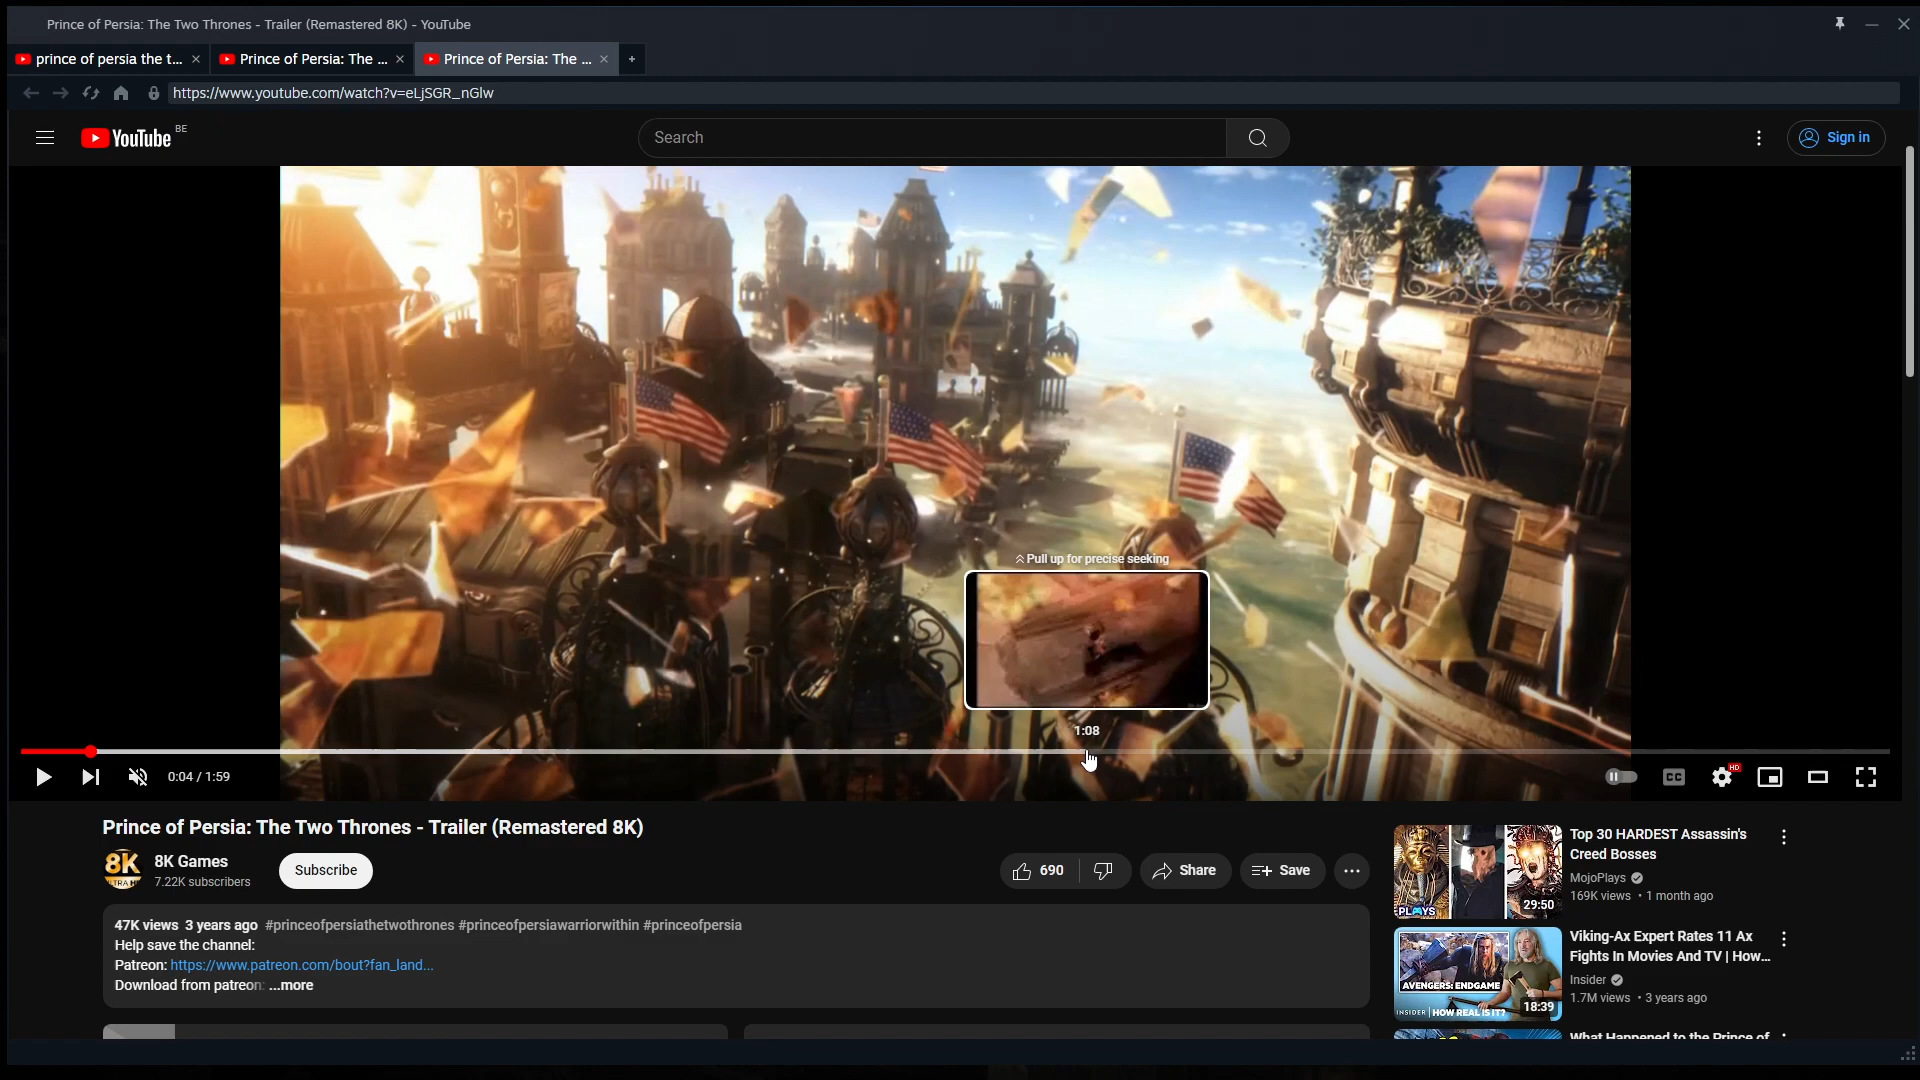 Prince of Persia: The Two Thrones - Trailer (Remastered 8K) - YouTube
prince of persia the t...
Prince of Persia: The ...
Prince of Persia: The ...
https://www.youtube.com/watch?v=eLjSGR_nGlw
YouTube BE
Search
Sign in
Pull up for precise seeking
1:08
0:04 / 1:59
CC
HD
Prince of Persia: The Two Thrones - Trailer (Remastered 8K)
8K
ULTRA HD
8K Games
7.22K subscribers
Subscribe
690
Share
Save
47K views 3 years ago #princeofpersiathetwothrones #princeofpersiawarriorwithin #princeofpersia
Help save the channel:
Patreon: https://www.patreon.com/bout?fan_land...
Download from patreon: ...more
PLAYS
29:50
Top 30 HARDEST Assassin's
Creed Bosses
MojoPlays
169K views • 1 month ago
AVENGERS: ENDGAME
INSIDER | HOW REAL IS IT?
18:39
Viking-Ax Expert Rates 11 Ax
Fights In Movies And TV | How...
Insider
1.7M views • 3 years ago
What Happened to the Prince of